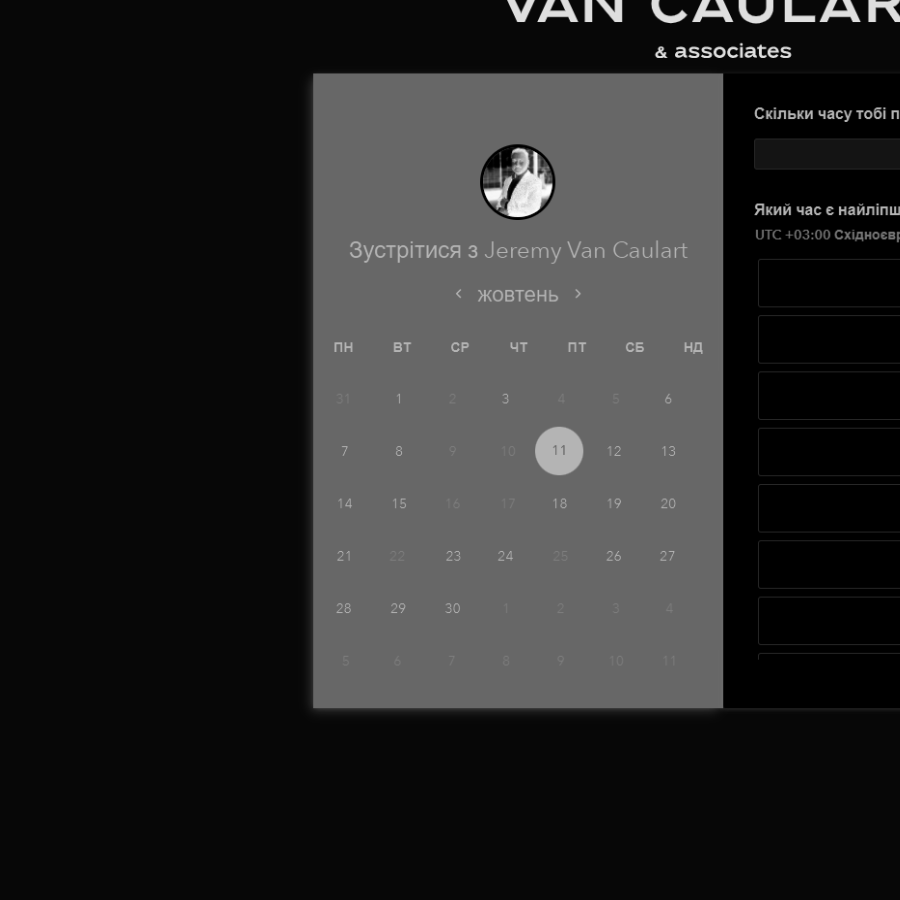 VAN CAULAR
& associates
Зустрітися з Jeremy Van Caulart
жовтень
ПН ВТ СР ЧТ ПТ СБ НД
31 1 2 3 4 5 6
7 8 9 10 11 12 13
14 15 16 17 18 19 20
21 22 23 24 25 26 27
28 29 30 1 2 3 4
5 6 7 8 9 10 11
Скільки часу тобі п
Який час є найліпш
UTC +03:00 Східноєвр